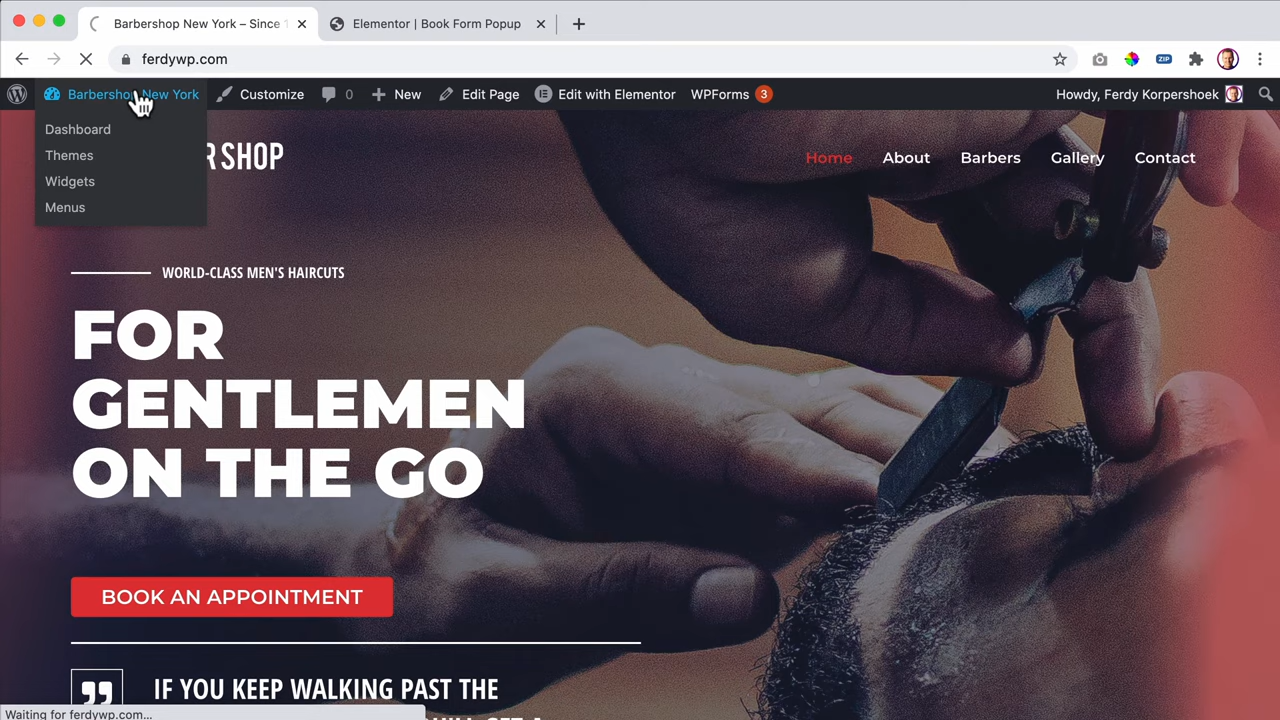 Barbershop New York – Since 1
Elementor | Book Form Popup
ferdywp.com
ZIP
Barbershop New York
Customize
0
New
Edit Page
Edit with Elementor
WPForms 3
Howdy, Ferdy Korpershoek
Dashboard
Themes
Widgets
Menus
R SHOP
Home
About
Barbers
Gallery
Contact
WORLD-CLASS MEN'S HAIRCUTS
FOR
GENTLEMEN
ON THE GO
BOOK AN APPOINTMENT
IF YOU KEEP WALKING PAST THE
Waiting for ferdywp.com...